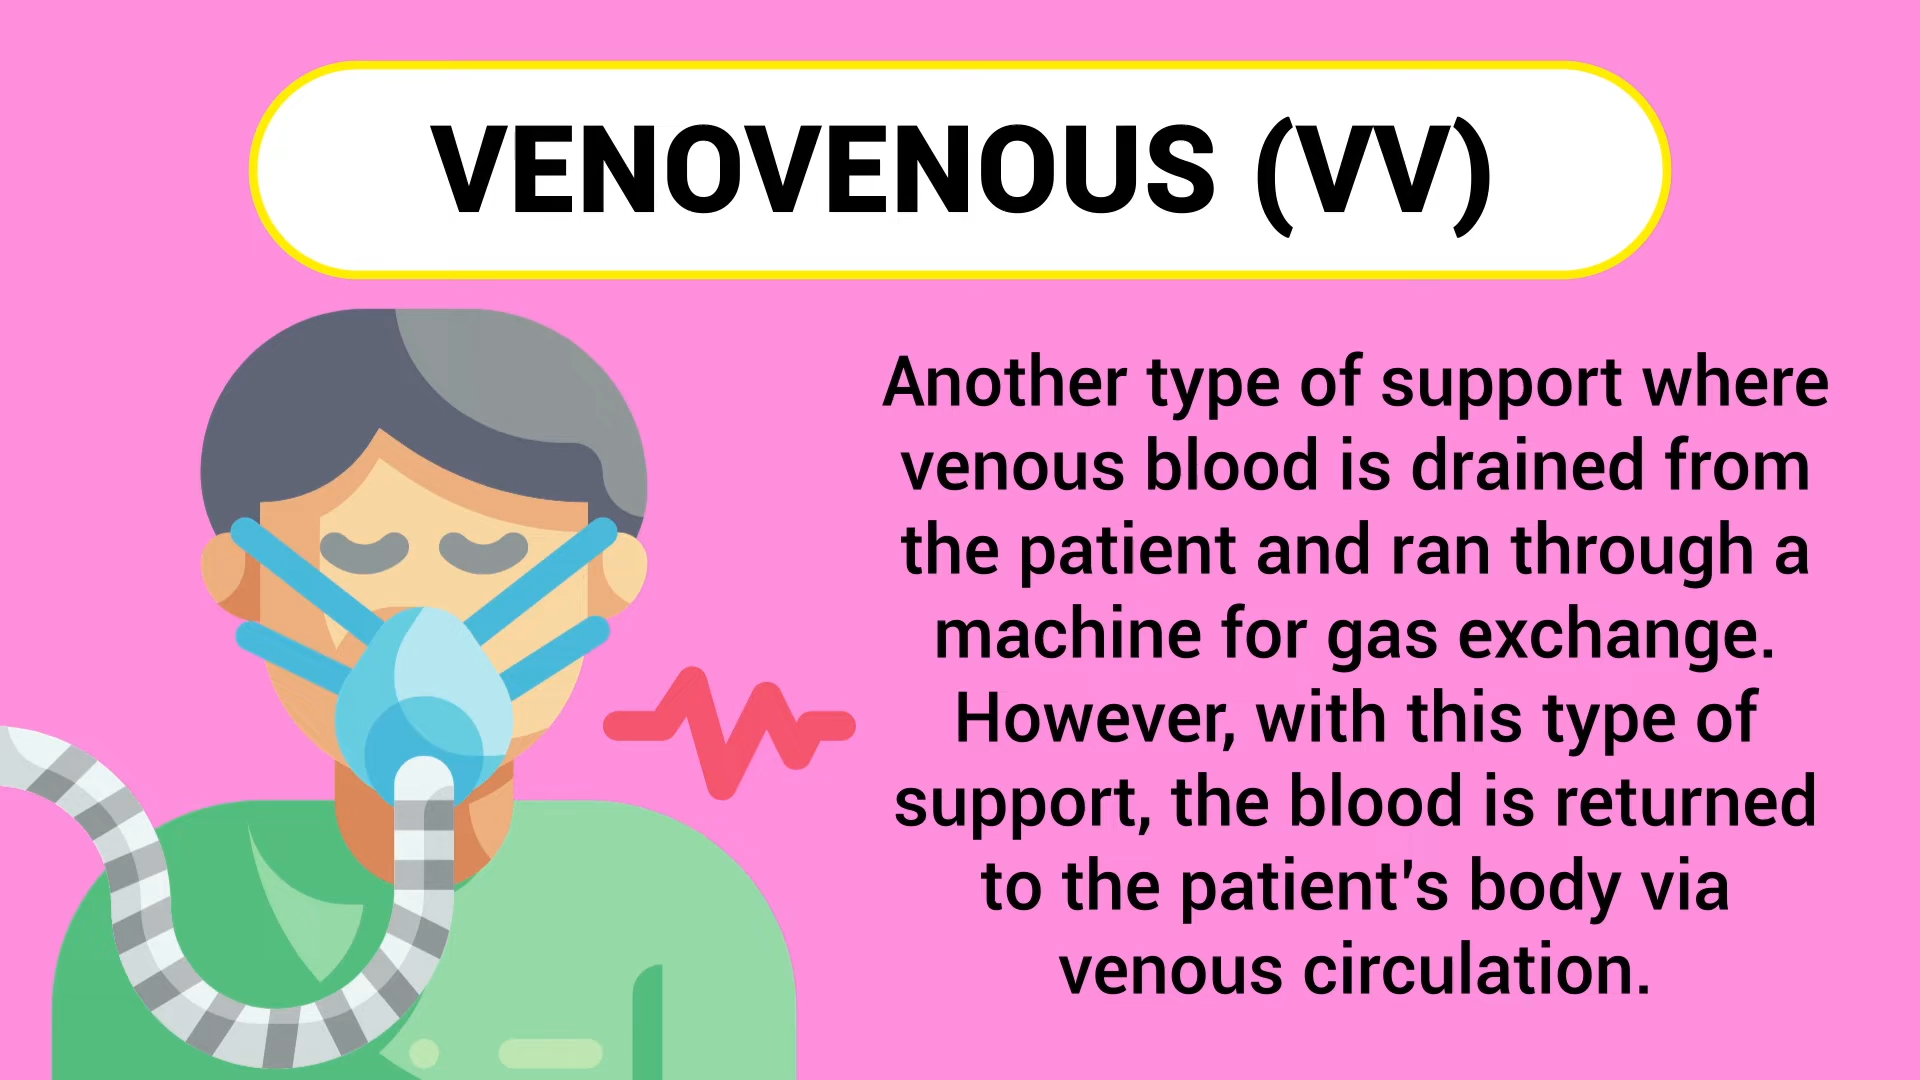 VENOVENOUS (VV)
Another type of support where
venous blood is drained from
the patient and ran through a
machine for gas exchange.
However, with this type of
support, the blood is returned
to the patient's body via
venous circulation.